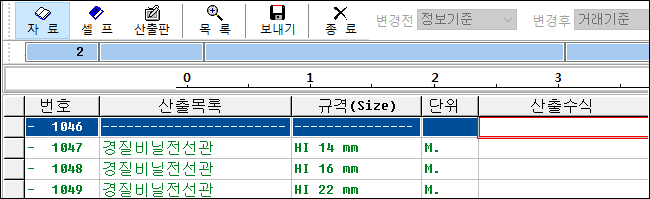 자 료 셀 프 산출판 목 록 보내기 종 료 변경전 정보기준 변경후 거래기준
2
0 1 2 3
번호 산출목록 규격(Size) 단위 산출수식
- 1046 ------------------------ ---------------
- 1047 경질비닐전선관 HI 14 mm M.
- 1048 경질비닐전선관 HI 16 mm M.
- 1049 경질비닐전선관 HI 22 mm M.